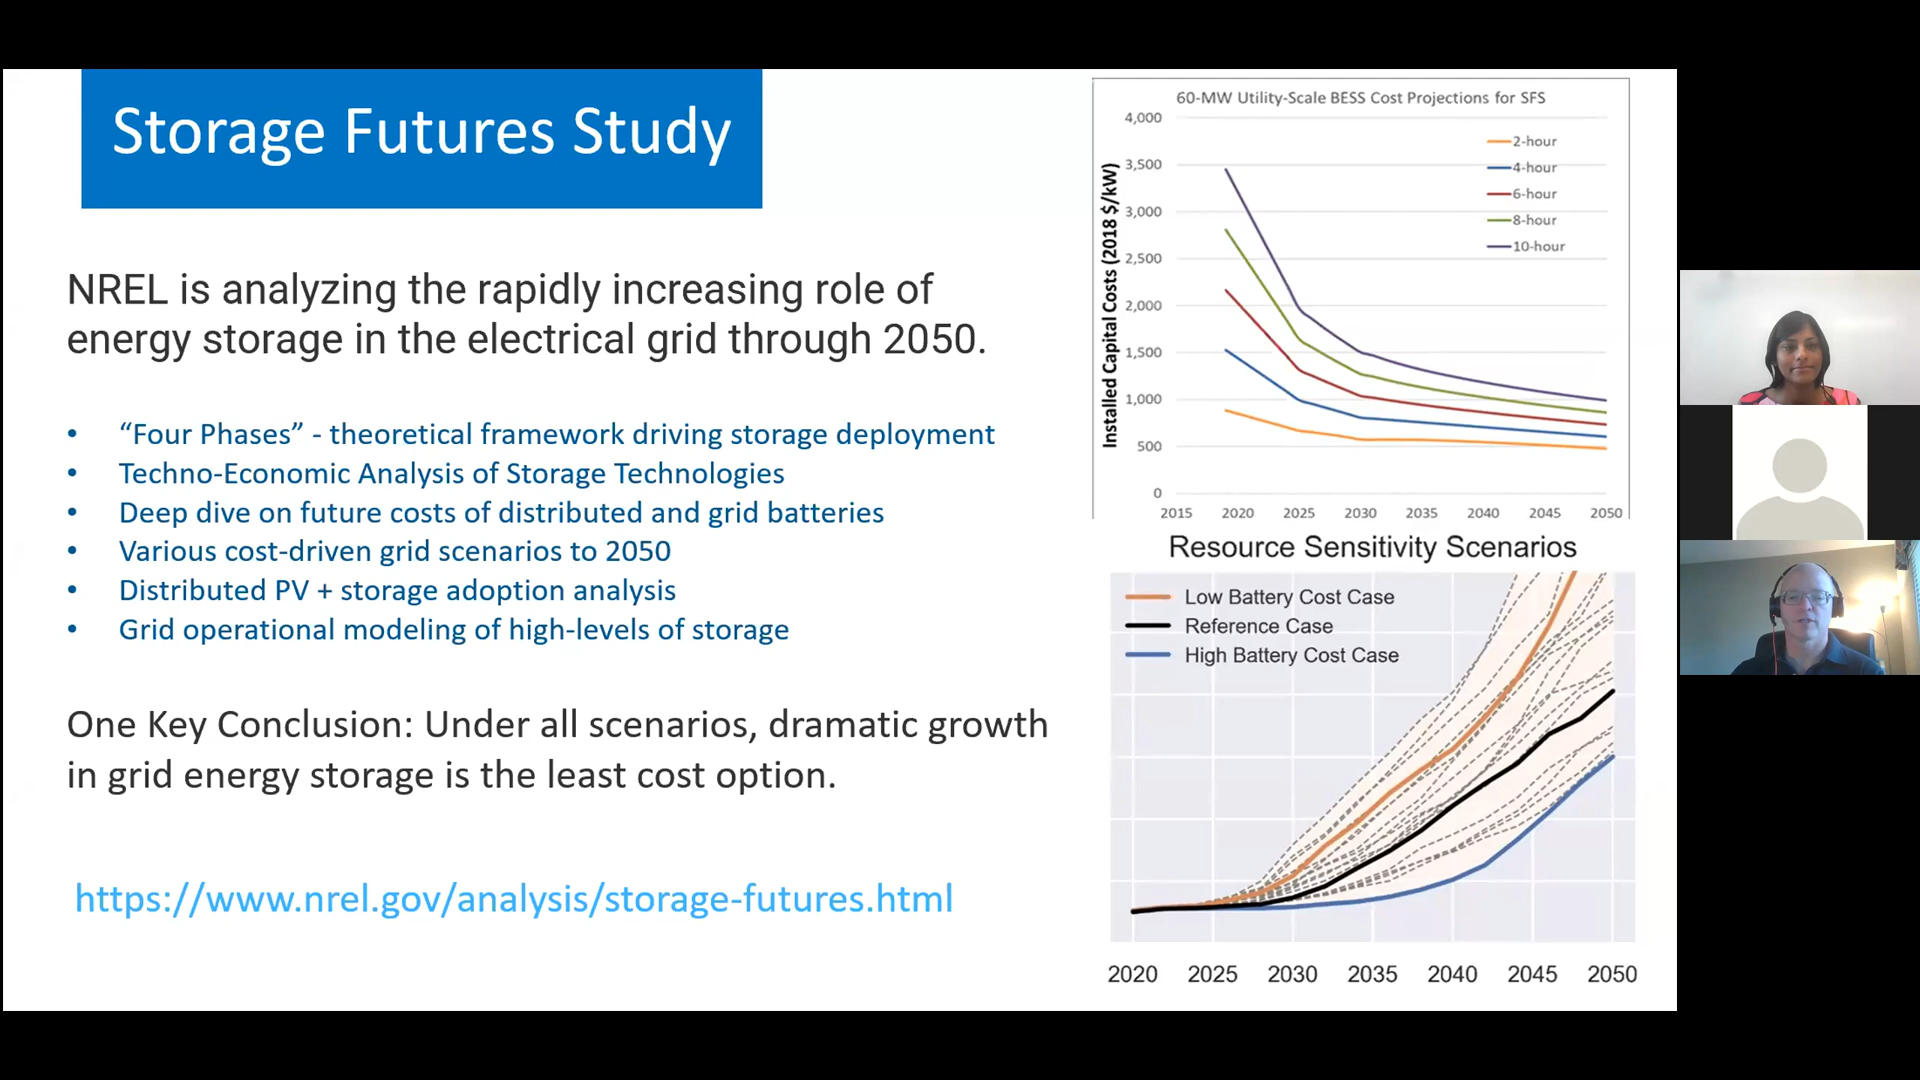 Storage Futures Study
NREL is analyzing the rapidly increasing role of
energy storage in the electrical grid through 2050.
• “Four Phases” - theoretical framework driving storage deployment
• Techno-Economic Analysis of Storage Technologies
• Deep dive on future costs of distributed and grid batteries
• Various cost-driven grid scenarios to 2050
• Distributed PV + storage adoption analysis
• Grid operational modeling of high-levels of storage
One Key Conclusion: Under all scenarios, dramatic growth
in grid energy storage is the least cost option.
https://www.nrel.gov/analysis/storage-futures.html
60-MW Utility-Scale BESS Cost Projections for SFS
Installed Capital Costs (2018 $/kW)
4,000
3,500
3,000
2,500
2,000
1,500
1,000
500
0
2-hour
4-hour
6-hour
8-hour
10-hour
2015 2020 2025 2030 2035 2040 2045 2050
Resource Sensitivity Scenarios
Low Battery Cost Case
Reference Case
High Battery Cost Case
2020 2025 2030 2035 2040 2045 2050